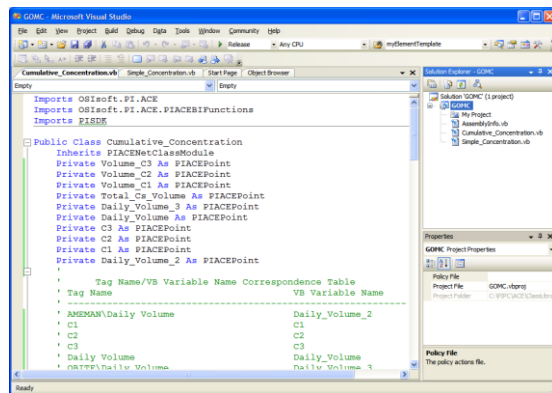 GOMC - Microsoft Visual Studio
File Edit View Project Build Debug Data Tools Window Community Help
Release Any CPU myElementTemplate
Cumulative_Concentration.vb Simple_Concentration.vb Start Page Object Browser
Empty Empty
Imports OSIsoft.PI.ACE
Imports OSIsoft.PI.ACE.PIACEBIFunctions
Imports PISDK
Public Class Cumulative_Concentration
Inherits PIACENetClassModule
Private Volume_C3 As PIACEPoint
Private Volume_C2 As PIACEPoint
Private Volume_C1 As PIACEPoint
Private Total_Cs_Volume As PIACEPoint
Private Daily_Volume_3 As PIACEPoint
Private Daily_Volume As PIACEPoint
Private C3 As PIACEPoint
Private C2 As PIACEPoint
Private C1 As PIACEPoint
Private Daily_Volume_2 As PIACEPoint
'
' Tag Name/VB Variable Name Correspondence Table
' Tag Name VB Variable Name
' ------------------------------------------------------------
' AMEMAN\Daily Volume Daily_Volume_2
' C1 C1
' C2 C2
' C3 C3
' Daily Volume Daily_Volume
' ORITE\Daily Volume Daily_Volume_3
Solution Explorer - GOMC
Solution 'GOMC' (1 project)
GOMC
My Project
AssemblyInfo.vb
Cumulative_Concentration.vb
Simple_Concentration.vb
Properties
GOMC Project Properties
Policy File
Project File GOMC.vbproj
Project Folder
Policy File
The policy actions file.
Ready